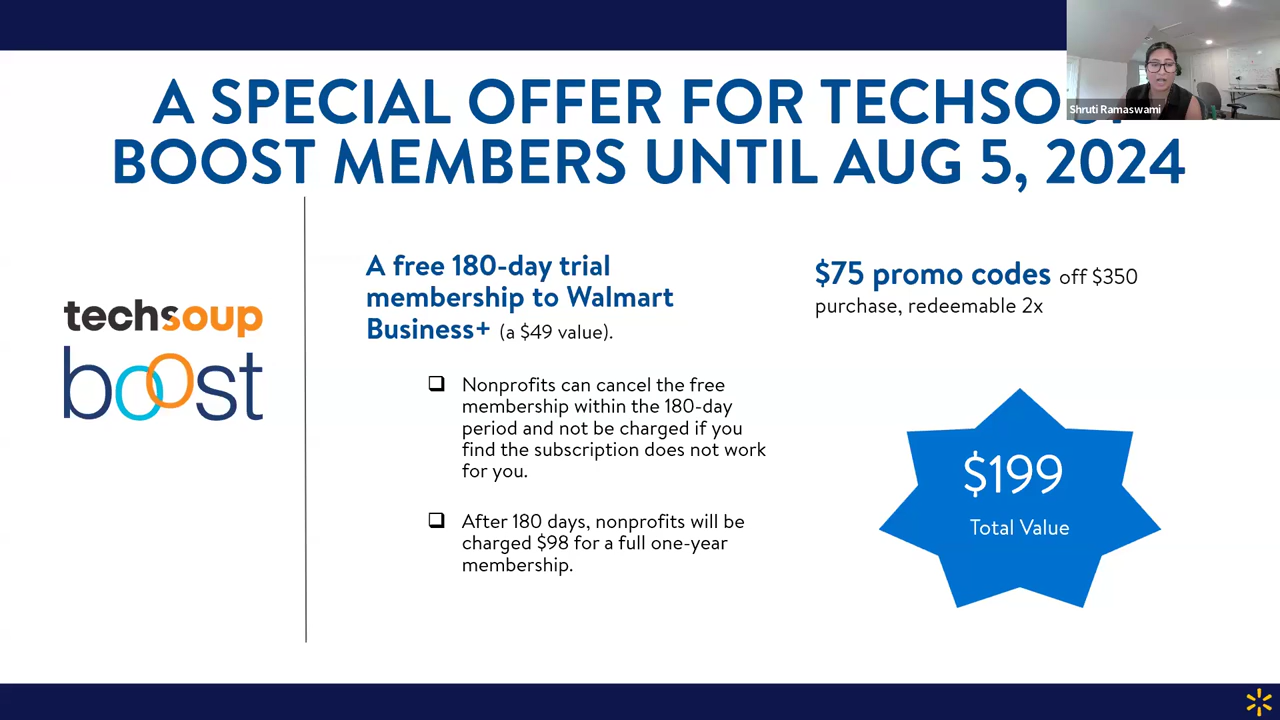 A SPECIAL OFFER FOR TECHSOUP
BOOST MEMBERS UNTIL AUG 5, 2024
Shruti Ramaswami
techsoup
boost
A free 180-day trial
membership to Walmart
Business+ (a $49 value).
❑ Nonprofits can cancel the free
membership within the 180-day
period and not be charged if you
find the subscription does not work
for you.
❑ After 180 days, nonprofits will be
charged $98 for a full one-year
membership.
$75 promo codes off $350
purchase, redeemable 2x
$199
Total Value